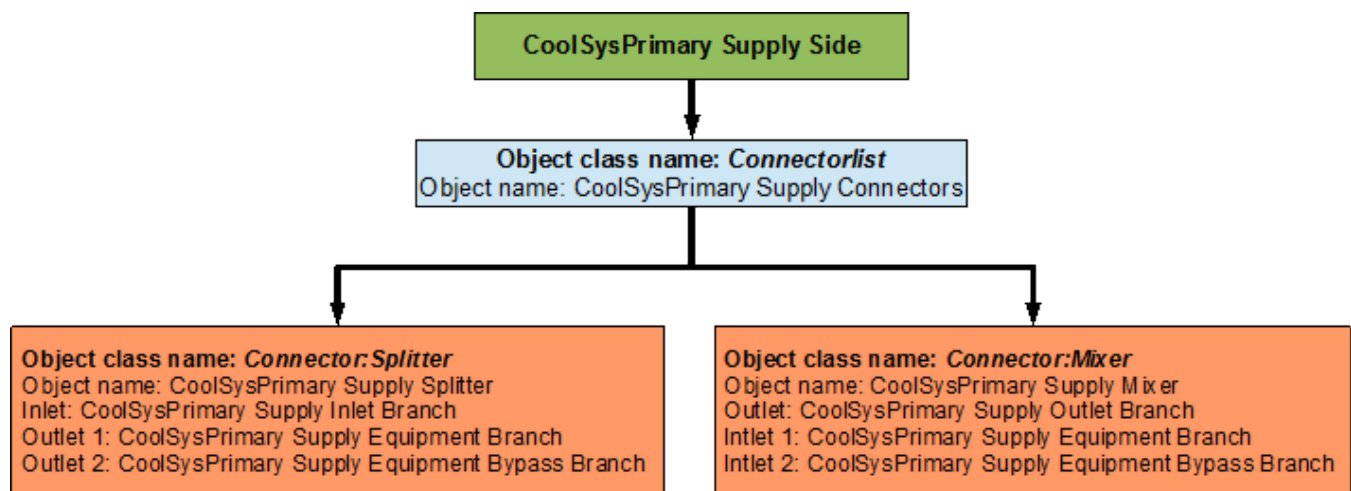 CoolSysPrimary Supply Side
Object class name: Connectorlist
Object name: CoolSysPrimary Supply Connectors
Object class name: Connector:Splitter
Object name: CoolSysPrimary Supply Splitter
Inlet: CoolSysPrimary Supply Inlet Branch
Outlet 1: CoolSysPrimary Supply Equipment Branch
Outlet 2: CoolSysPrimary Supply Equipment Bypass Branch
Object class name: Connector:Mixer
Object name: CoolSysPrimary Supply Mixer
Outlet: CoolSysPrimary Supply Outlet Branch
Intlet 1: CoolSysPrimary Supply Equipment Branch
Intlet 2: CoolSysPrimary Supply Equipment Bypass Branch